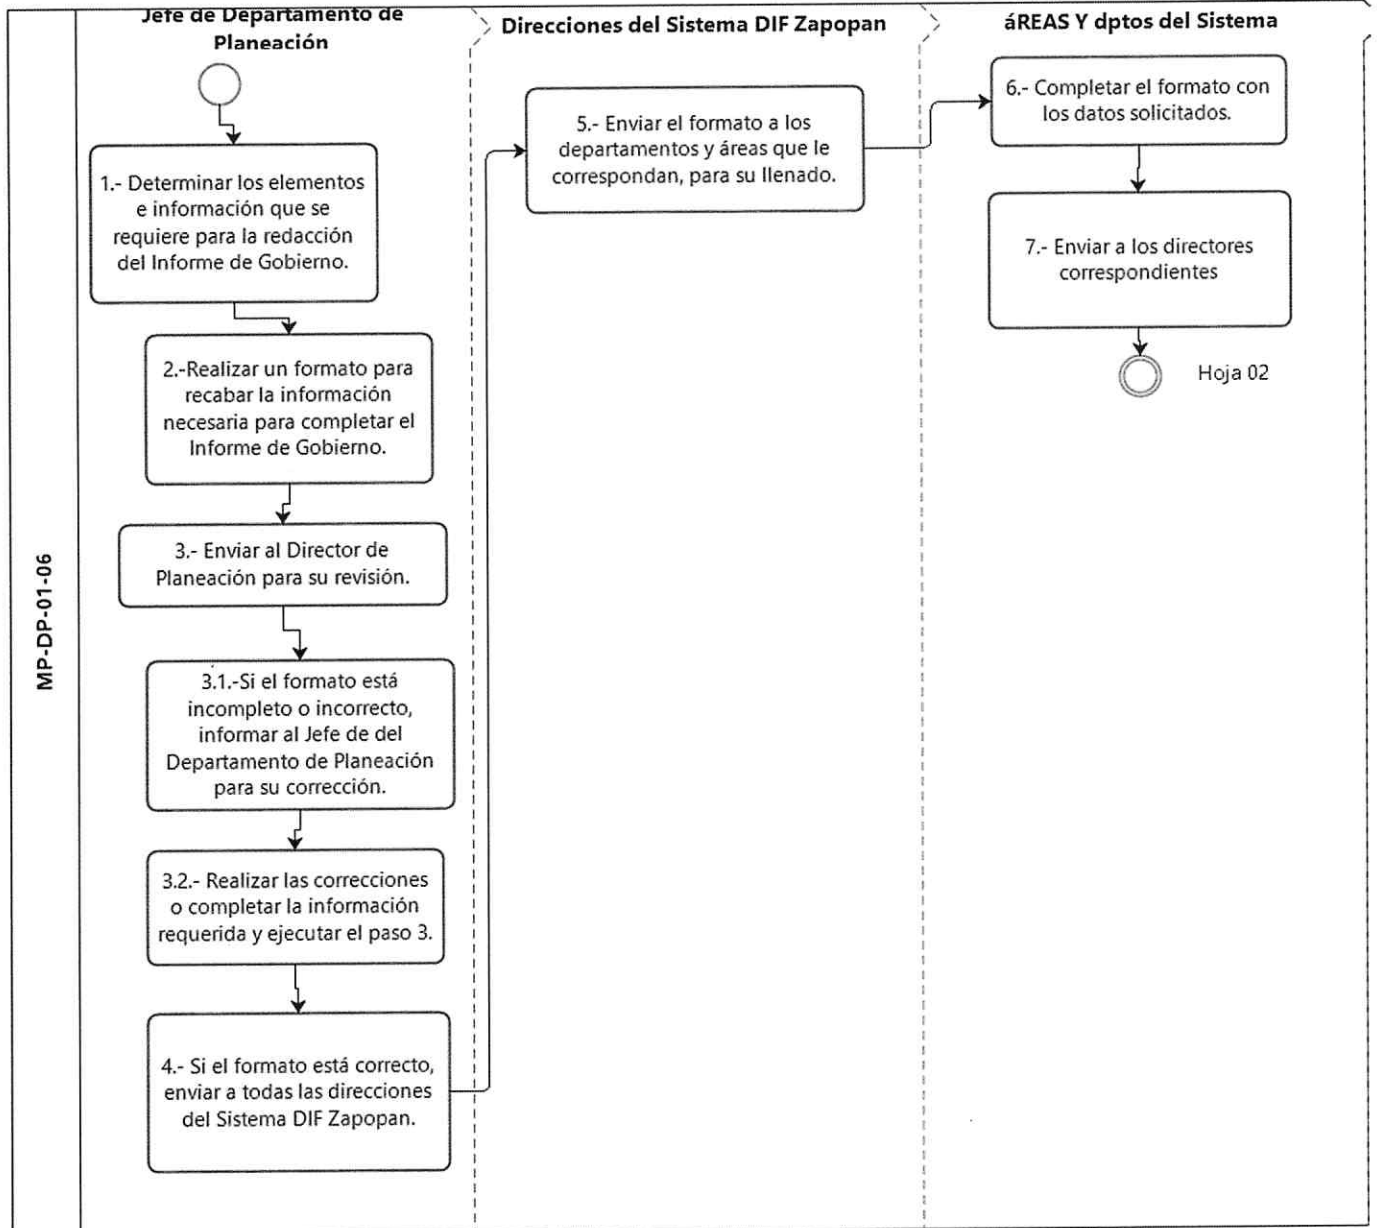 Jefe de Departamento de
Planeación
Direcciones del Sistema DIF Zapopan
áREAS Y dptos del Sistema
MP-DP-01-06
1.- Determinar los elementos
e información que se
requiere para la redacción
del Informe de Gobierno.
2.-Realizar un formato para
recabar la información
necesaria para completar el
Informe de Gobierno.
3.- Enviar al Director de
Planeación para su revisión.
3.1.-Si el formato está
incompleto o incorrecto,
informar al Jefe de del
Departamento de Planeación
para su corrección.
3.2.- Realizar las correcciones
o completar la información
requerida y ejecutar el paso 3.
4.- Si el formato está correcto,
enviar a todas las direcciones
del Sistema DIF Zapopan.
5.- Enviar el formato a los
departamentos y áreas que le
correspondan, para su llenado.
6.- Completar el formato con
los datos solicitados.
7.- Enviar a los directores
correspondientes
Hoja 02